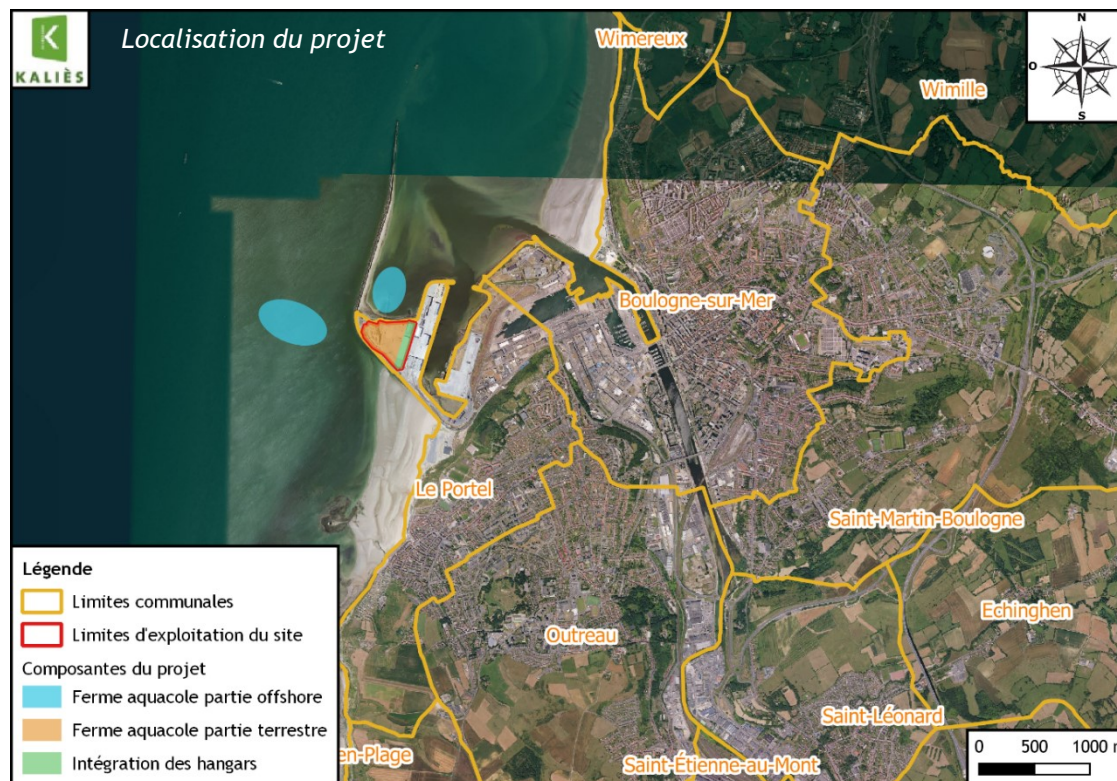 KALIÈS
Localisation du projet
N
O
E
S
Wimereux
Wimille
Boulogne-sur-Mer
Le Portel
Saint-Martin-Boulogne
Outreau
Echinghen
Saint-Léonard
en-Plage
Saint-Étienne-au-Mont
Légende
Limites communales
Limites d'exploitation du site
Composantes du projet
Ferme aquacole partie offshore
Ferme aquacole partie terrestre
Intégration des hangars
0 500 1000 m